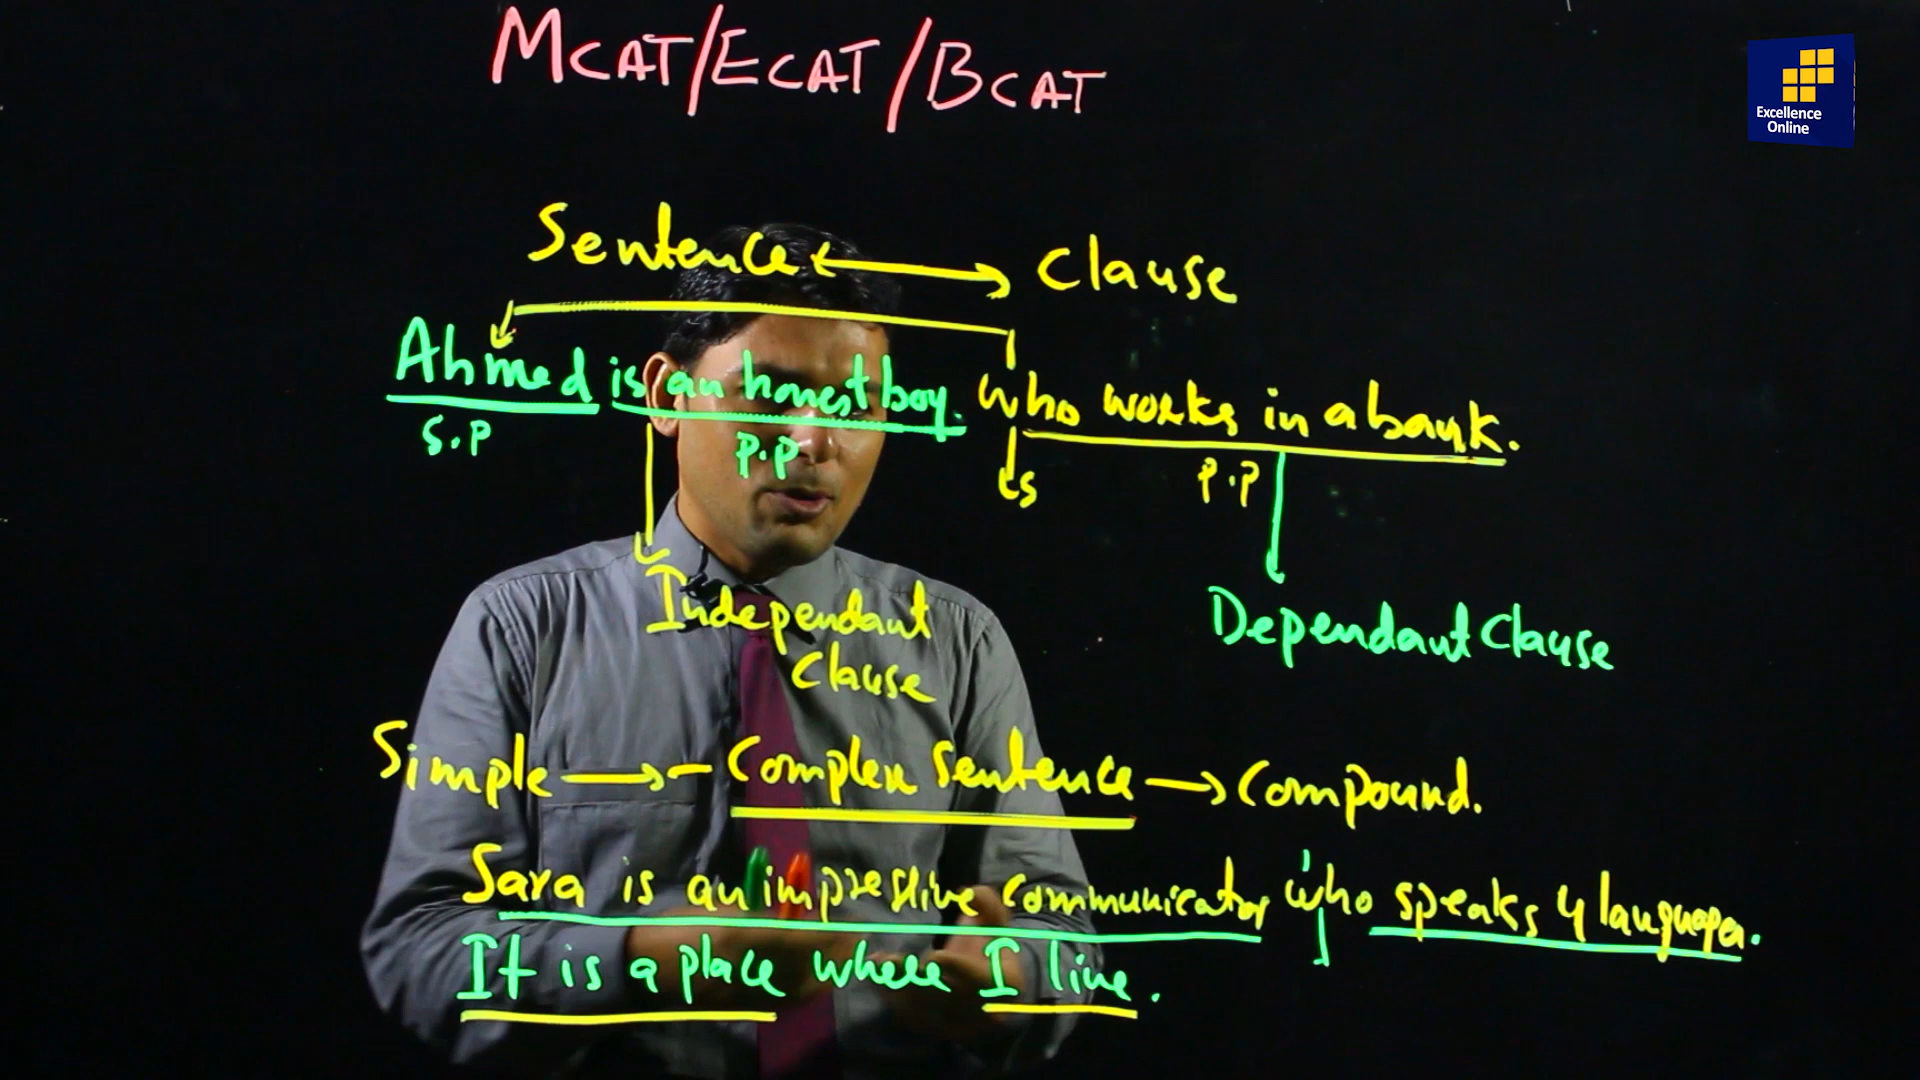 MCAT/ECAT/BCAT
Excellence
Online
Sentence Clause
Ahmed is an honest boy. who works in a bank.
S.P P.P S P.P
Independant
Clause
Dependant Clause
Simple Complex Sentence Compound.
Sara is an impressive communicator who speaks 4 languages.
It is a place where I live.